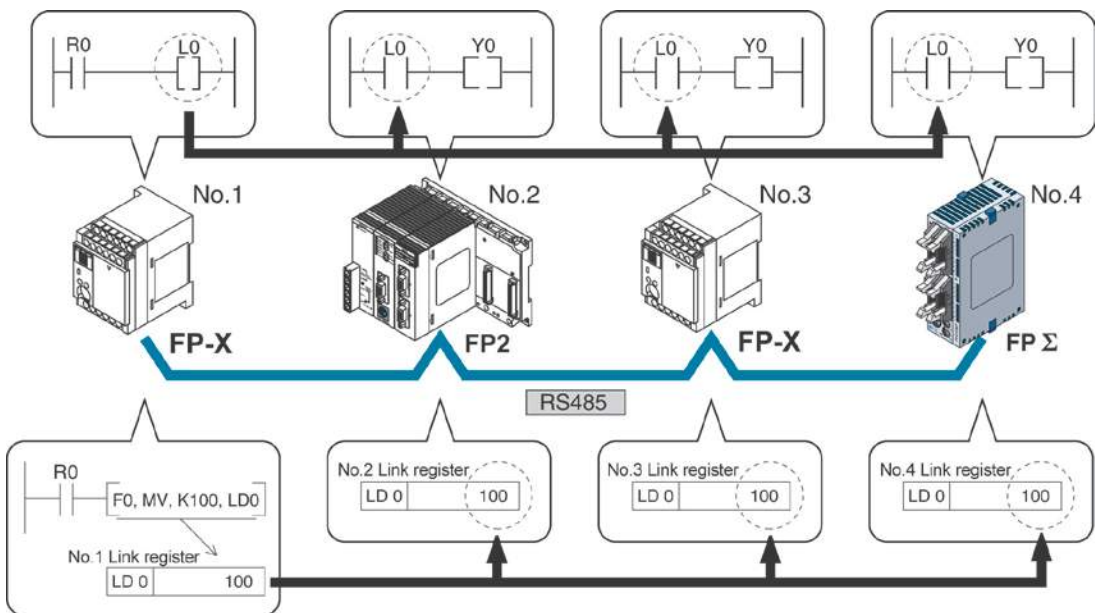 R0
L0
L0
Y0
L0
Y0
L0
Y0
No.1
No.2
No.3
No.4
FP-X
FP2
FP-X
FP Σ
RS485
R0
F0, MV, K100, LD0
No.1 Link register
LD 0 100
No.2 Link register
LD 0 100
No.3 Link register
LD 0 100
No.4 Link register
LD 0 100